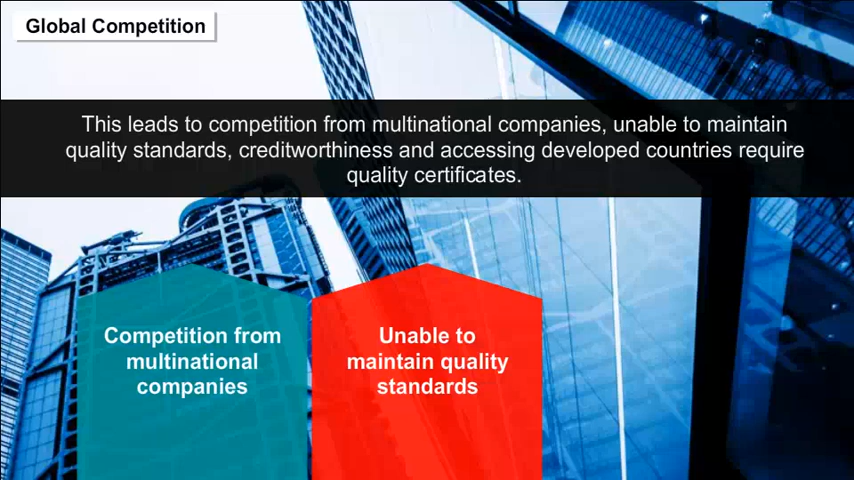 Global Competition
This leads to competition from multinational companies, unable to maintain
quality standards, creditworthiness and accessing developed countries require
quality certificates.
Competition from
multinational
companies
Unable to
maintain quality
standards